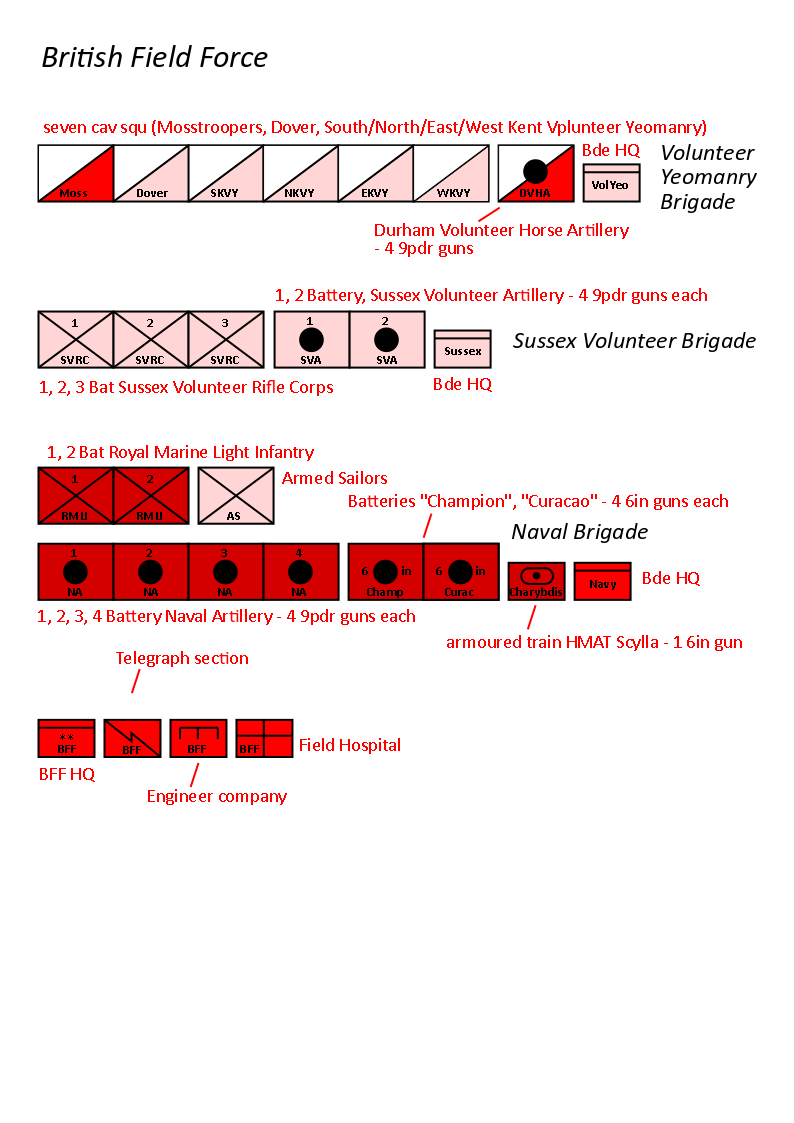 British Field Force
seven cav squ (Mosstroopers, Dover, South/North/East/West Kent Vplunteer Yeomanry)
Bde HQ
Volunteer
Yeomanry
Brigade
Moss Dover SKVY NKVY EKVY WKVY DVHA VolYeo
Durham Volunteer Horse Artillery
- 4 9pdr guns
1, 2 Battery, Sussex Volunteer Artillery - 4 9pdr guns each
1 2 3 1 2
SVRC SVRC SVRC SVA SVA Sussex
Sussex Volunteer Brigade
1, 2, 3 Bat Sussex Volunteer Rifle Corps
Bde HQ
1, 2 Bat Royal Marine Light Infantry
1 2
RMLI RMLI AS
Armed Sailors
Batteries "Champion", "Curacao" - 4 6in guns each
Naval Brigade
1 2 3 4
6 in 6 in
NA NA NA NA Champ Curac Charybdis Navy
Bde HQ
1, 2, 3, 4 Battery Naval Artillery - 4 9pdr guns each
armoured train HMAT Scylla - 1 6in gun
Telegraph section
**
BFF BFF BFF BFF
Field Hospital
BFF HQ
Engineer company